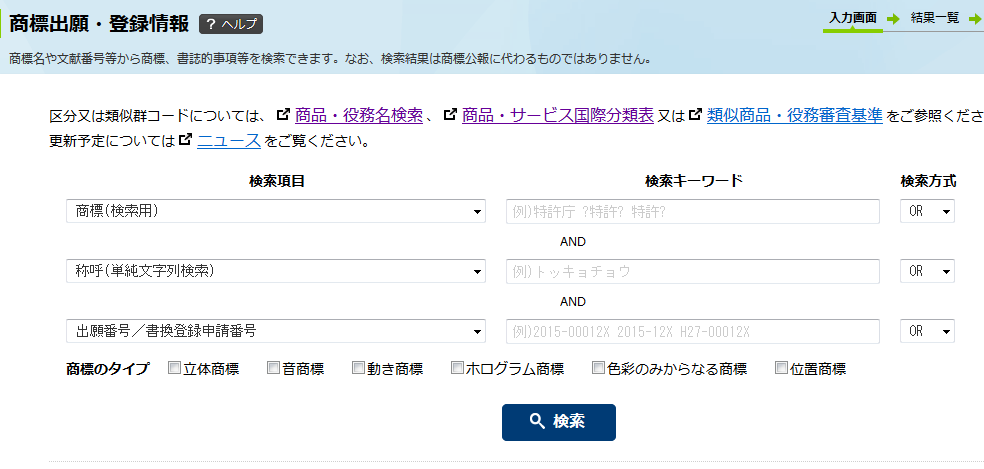 商標出願・登録情報 ? ヘルプ 入力画面 結果一覧
商標名や文献番号等から商標、書誌的事項等を検索できます。なお、検索結果は商標公報に代わるものではありません。
区分又は類似群コードについては、 商品・役務名検索 、 商品・サービス国際分類表 又は 類似商品・役務審査基準 をご参照くださ
更新予定については ニュース をご覧ください。
検索項目 検索キーワード 検索方式
商標(検索用) 例)特許庁 ?特許? 特許? OR
AND
称呼(単純文字列検索) 例)トッキョチョウ OR
AND
出願番号／書換登録申請番号 例)2015-00012X 2015-12X H27-00012X OR
商標のタイプ 立体商標 音商標 動き商標 ホログラム商標 色彩のみからなる商標 位置商標
検索